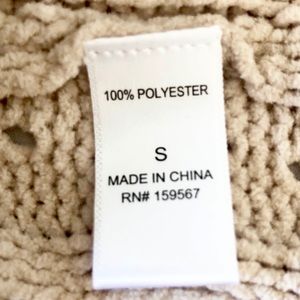 100% POLYESTER
S
MADE IN CHINA
RN# 159567